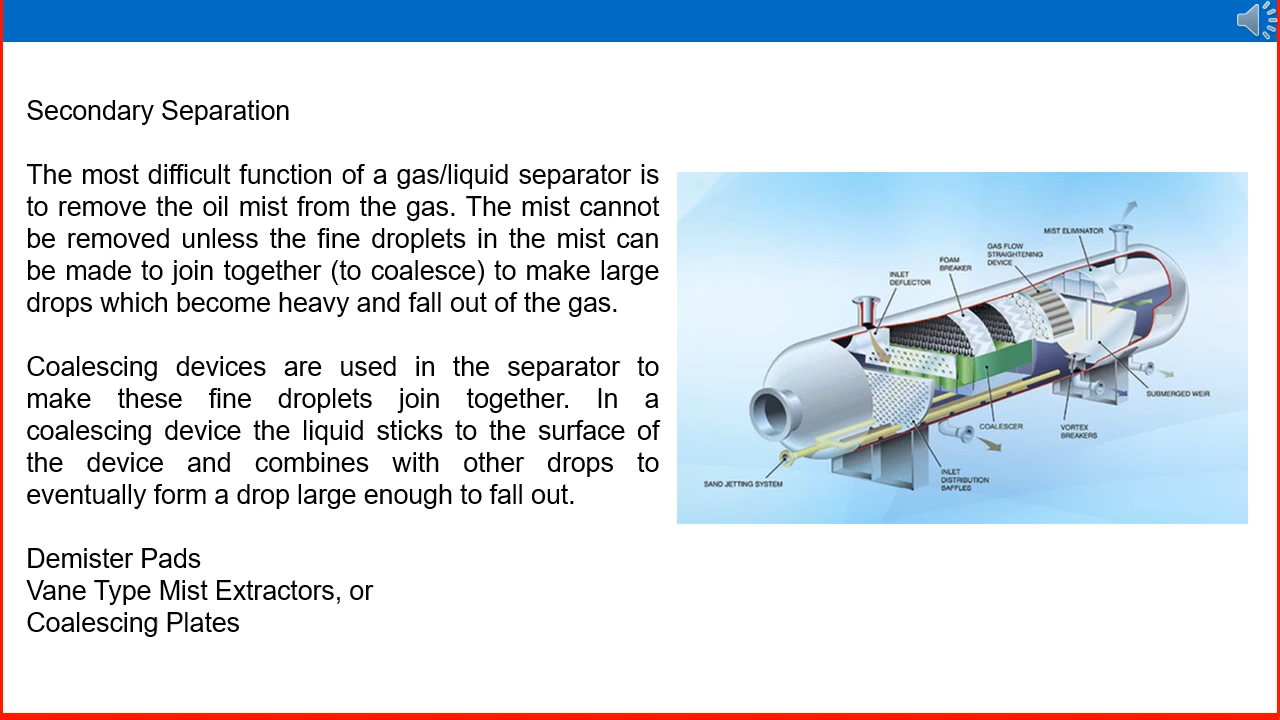 Secondary Separation
The most difficult function of a gas/liquid separator is
to remove the oil mist from the gas. The mist cannot
be removed unless the fine droplets in the mist can
be made to join together (to coalesce) to make large
drops which become heavy and fall out of the gas.
Coalescing devices are used in the separator to
make these fine droplets join together. In a
coalescing device the liquid sticks to the surface of
the device and combines with other drops to
eventually form a drop large enough to fall out.
Demister Pads
Vane Type Mist Extractors, or
Coalescing Plates
MIST ELIMINATOR
GAS FLOW
STRAIGHTENING
DEVICE
FOAM
BREAKER
INLET
DEFLECTOR
SUBMERGED WEIR
COALESCER
VORTEX
BREAKERS
INLET
DISTRIBUTION
BAFFLES
SAND JETTING SYSTEM